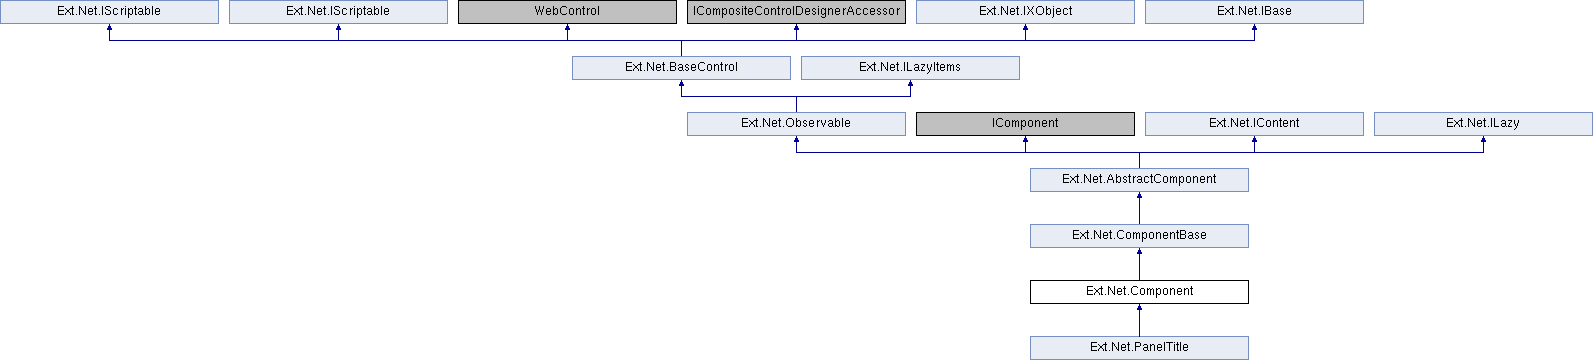 Ext.Net.IScriptable
Ext.Net.IScriptable
WebControl
ICompositeControlDesignerAccessor
Ext.Net.IXObject
Ext.Net.IBase
Ext.Net.BaseControl
Ext.Net.ILazyItems
Ext.Net.Observable
IComponent
Ext.Net.IContent
Ext.Net.ILazy
Ext.Net.AbstractComponent
Ext.Net.ComponentBase
Ext.Net.Component
Ext.Net.PanelTitle